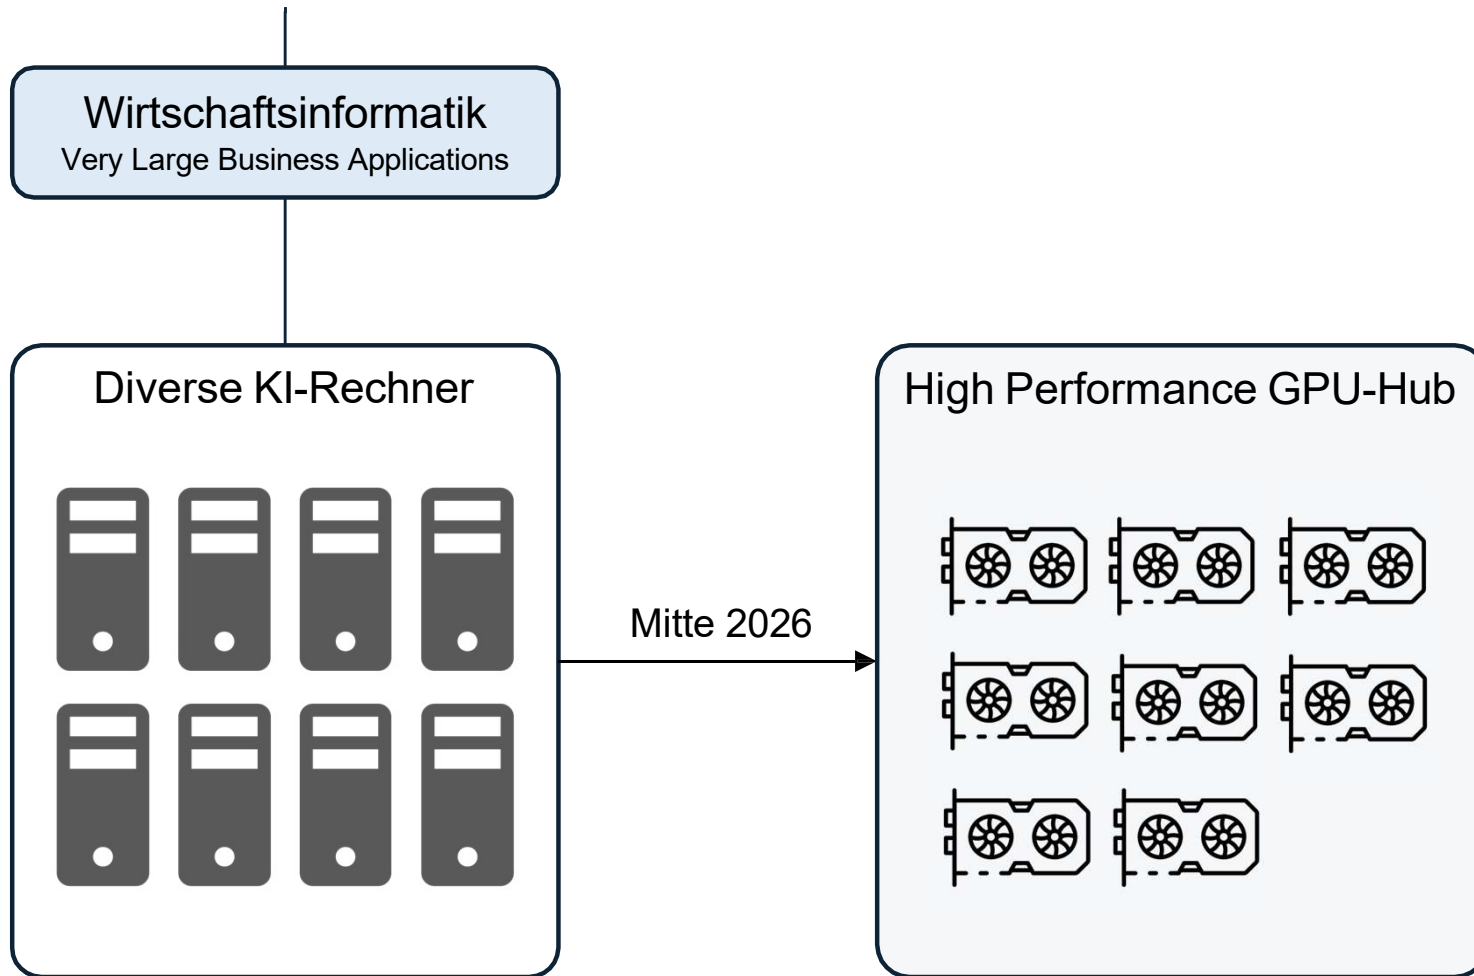 Wirtschaftsinformatik
Very Large Business Applications
Diverse KI-Rechner
High Performance GPU-Hub
Mitte 2026